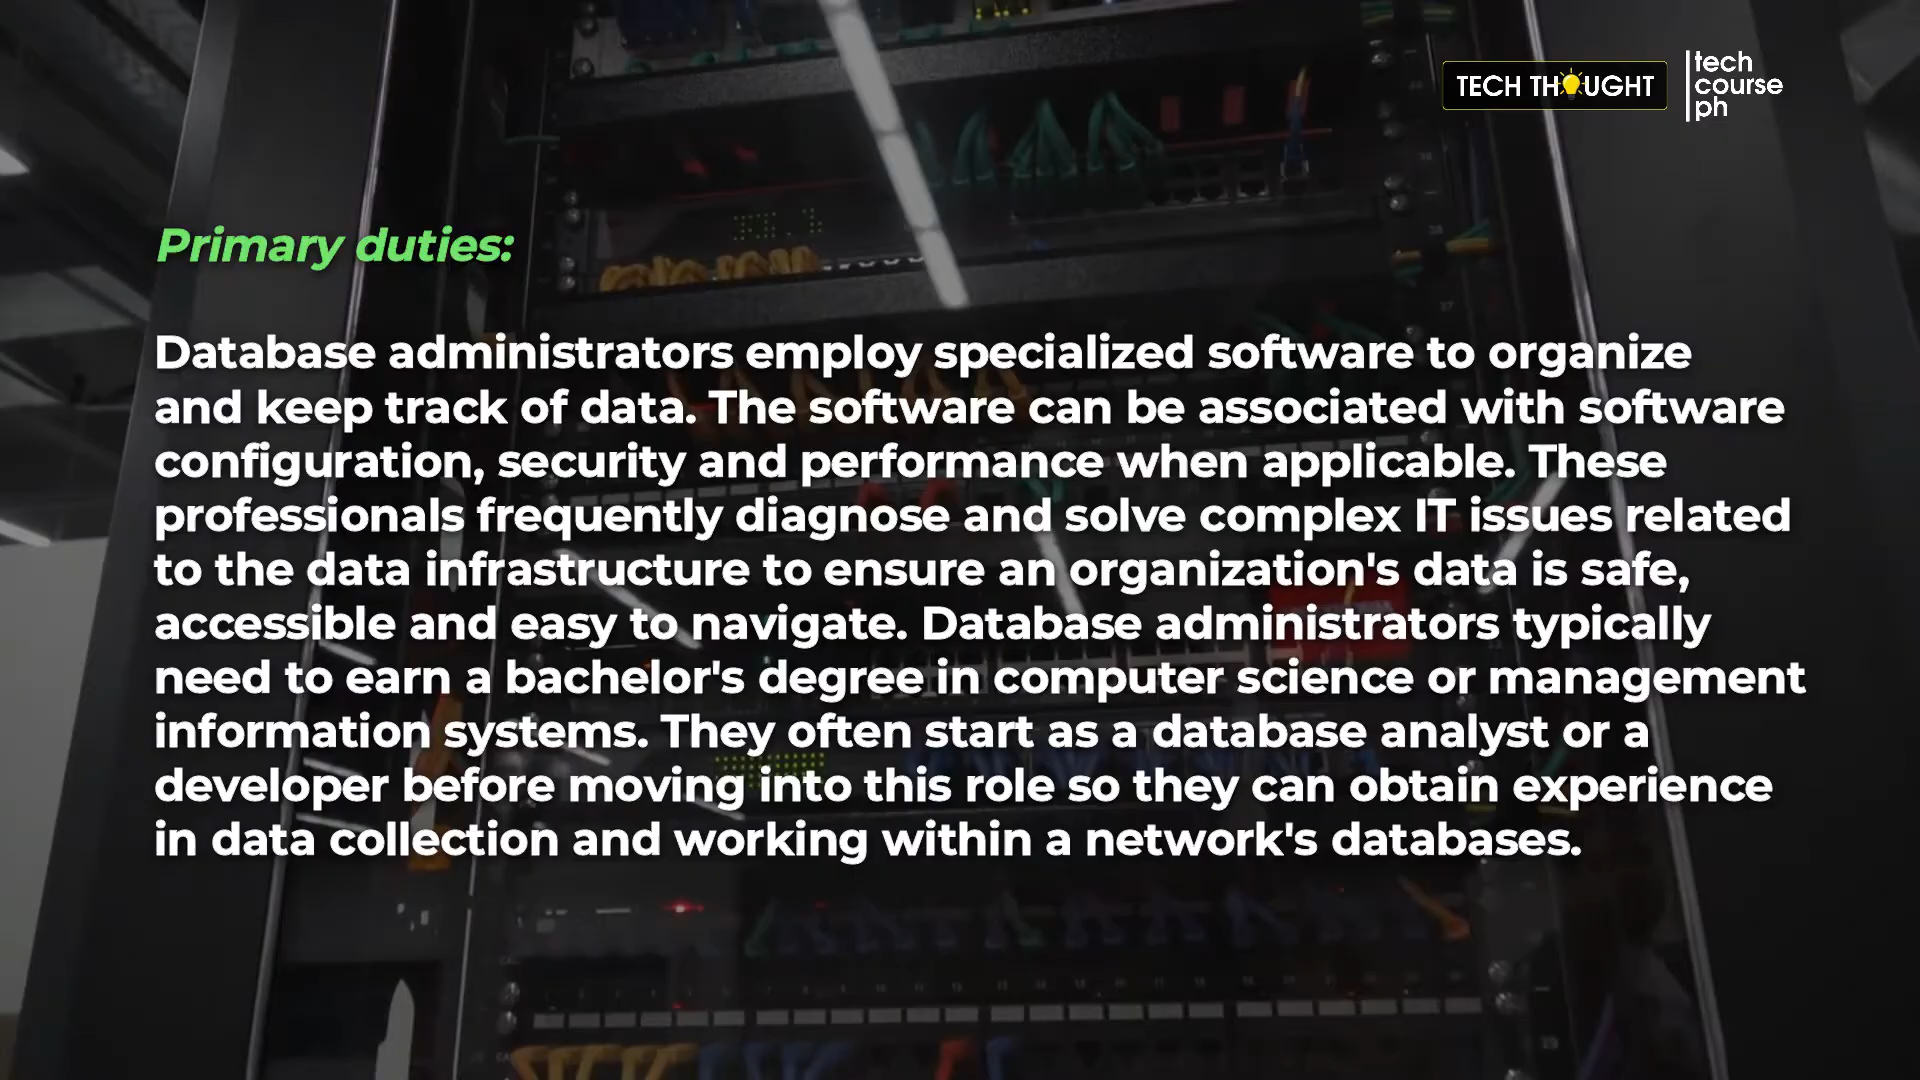 TECH THOUGHT
tech
course
ph
Primary duties:
Database administrators employ specialized software to organize
and keep track of data. The software can be associated with software
configuration, security and performance when applicable. These
professionals frequently diagnose and solve complex IT issues related
to the data infrastructure to ensure an organization's data is safe,
accessible and easy to navigate. Database administrators typically
need to earn a bachelor's degree in computer science or management
information systems. They often start as a database analyst or a
developer before moving into this role so they can obtain experience
in data collection and working within a network's databases.